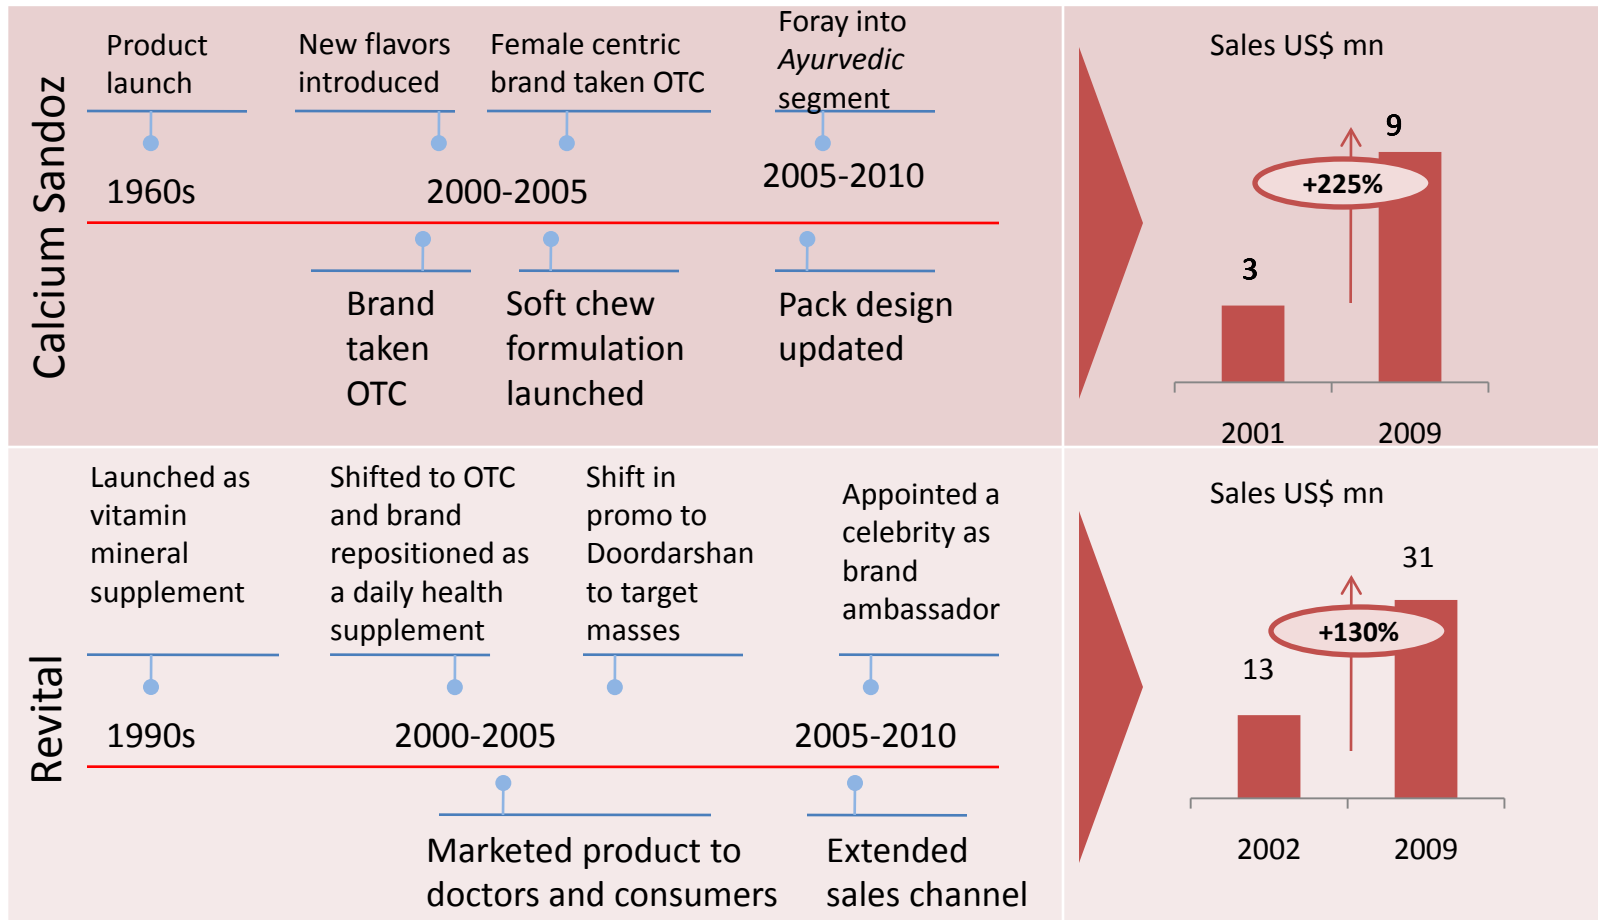 Calcium Sandoz
Product
launch
New flavors
introduced
Female centric
brand taken OTC
Foray into
Ayurvedic
segment
1960s
2000-2005
2005-2010
Brand
taken
OTC
Soft chew
formulation
launched
Pack design
updated
Sales US$ mn
9
+225%
3
2001
2009
Revital
Launched as
vitamin
mineral
supplement
Shifted to OTC
and brand
repositioned as
a daily health
supplement
Shift in
promo to
Doordarshan
to target
masses
Appointed a
celebrity as
brand
ambassador
1990s
2000-2005
2005-2010
Marketed product to
doctors and consumers
Extended
sales channel
Sales US$ mn
31
+130%
13
2002
2009